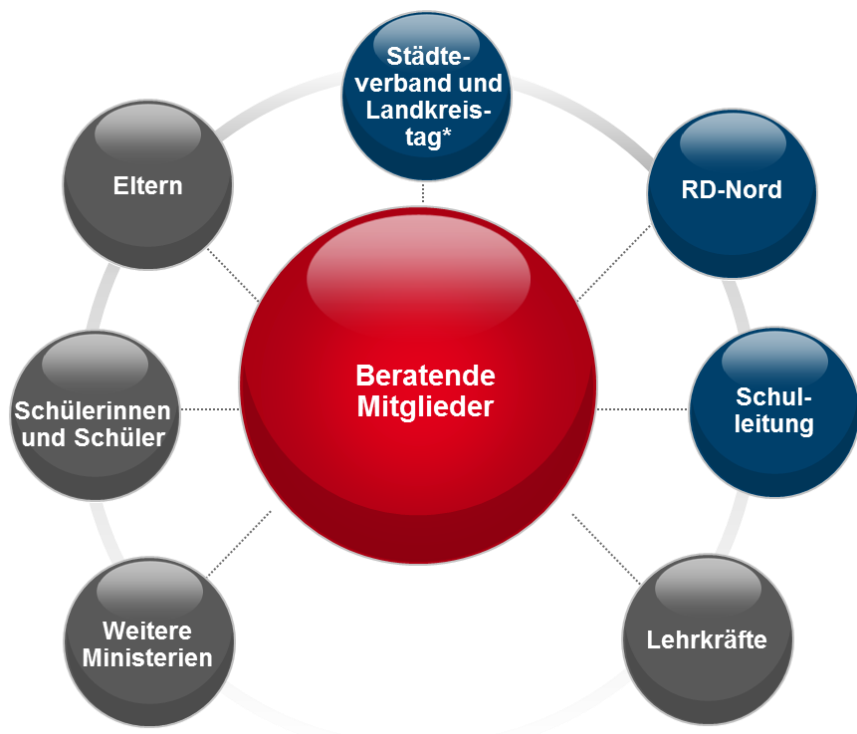 Städte-
verband und
Landkreis-
tag*
Eltern
RD-Nord
Beratende
Mitglieder
Schülerinnen
und Schüler
Schul-
leitung
Weitere
Ministerien
Lehrkräfte